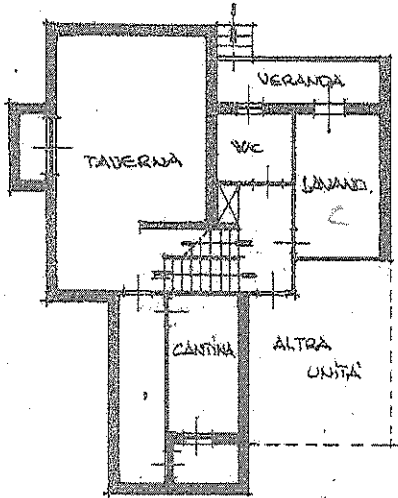 VERANDA
WC
TAVERNA
LAVAND.
C
CANTINA
ALTRA
UNITA'